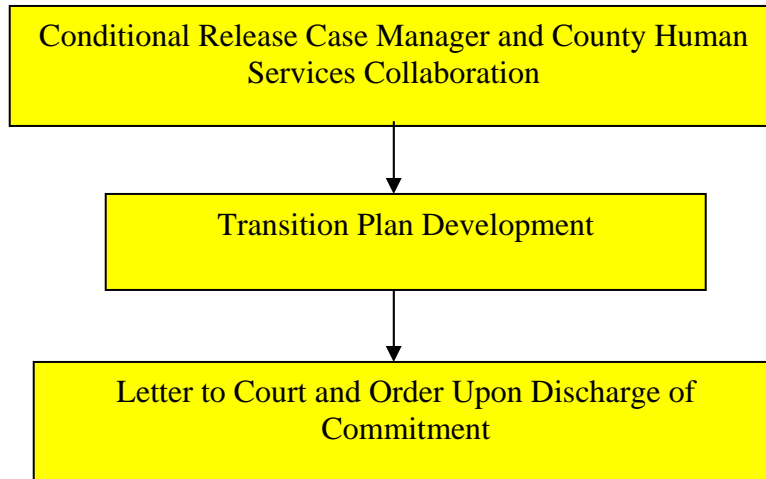 Conditional Release Case Manager and County Human
Services Collaboration
Transition Plan Development
Letter to Court and Order Upon Discharge of
Commitment